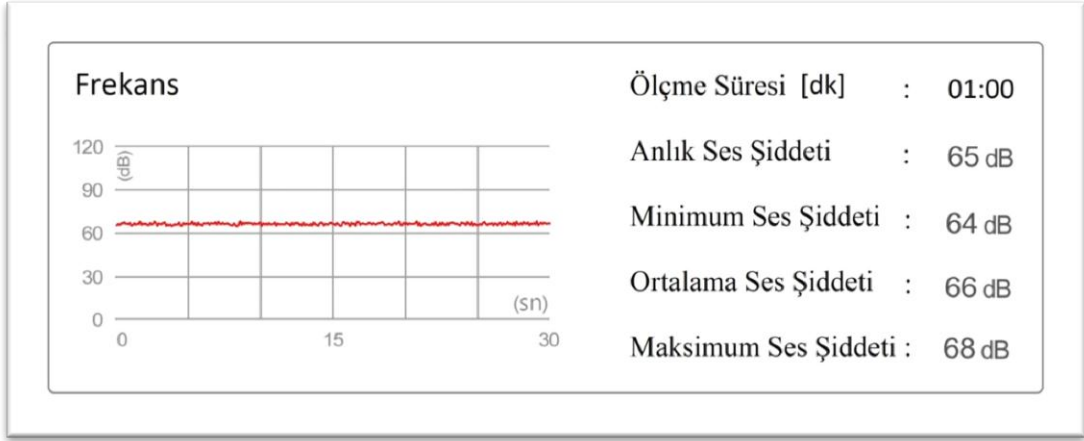 Frekans
120
(dB)
90
60
30
0
(sn)
0 15 30
Ölçme Süresi [dk] : 01:00
Anlık Ses Şiddeti : 65 dB
Minimum Ses Şiddeti : 64 dB
Ortalama Ses Şiddeti : 66 dB
Maksimum Ses Şiddeti : 68 dB